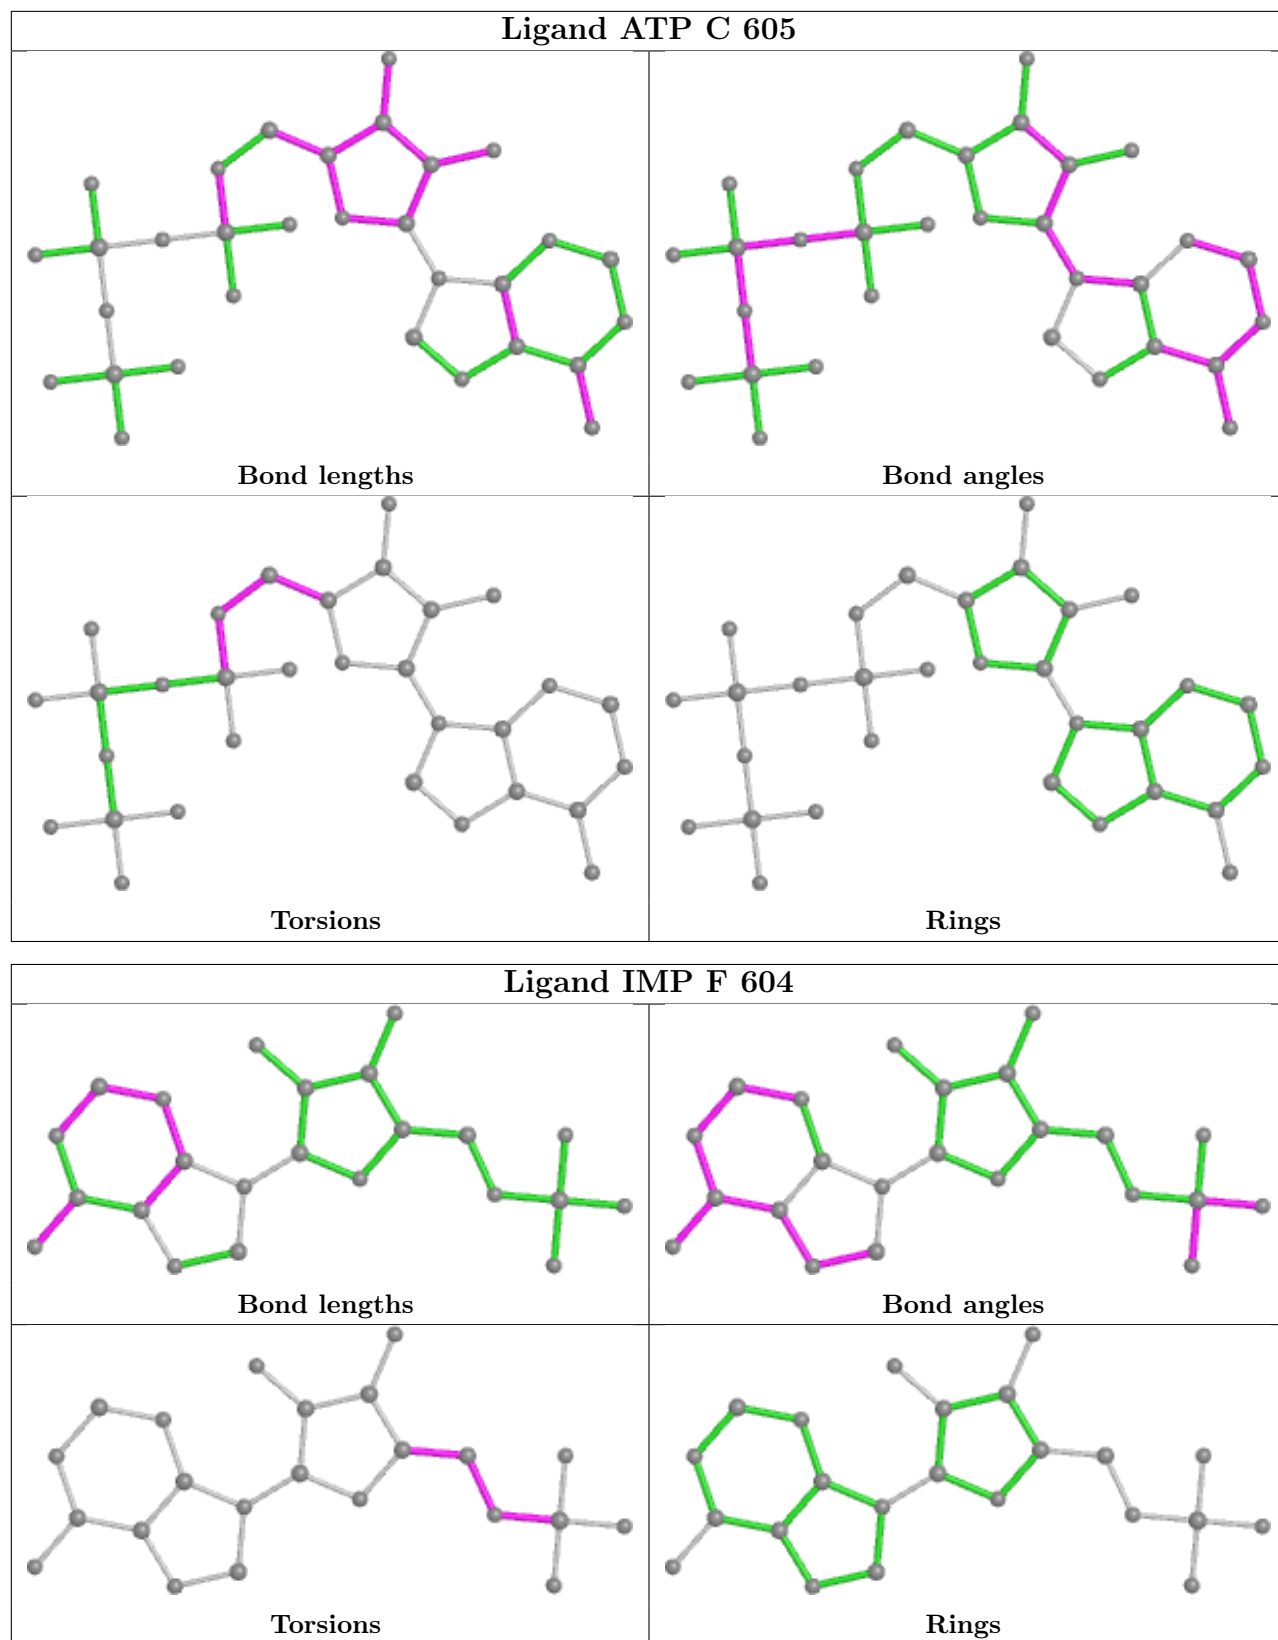 Ligand ATP C 605
Bond lengths
Bond angles
Torsions
Rings
Ligand IMP F 604
Bond lengths
Bond angles
Torsions
Rings